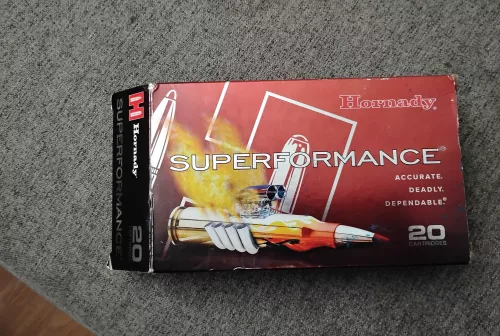 Hornady®
SUPERFORMANCE®
ACCURATE.
DEADLY.
DEPENDABLE.®
20
CARTRIDGES
H
Hornady
SUPERFORMANCE
20